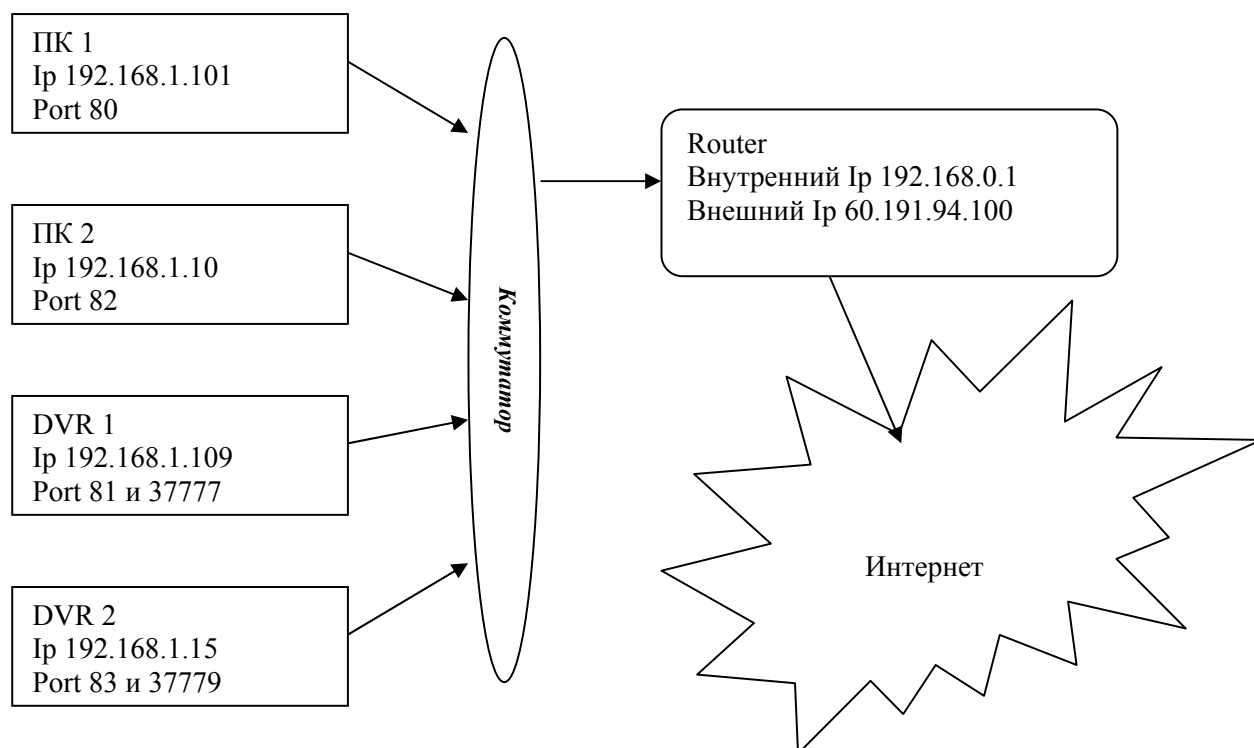 ПК 1
Ip 192.168.1.101
Port 80
ПК 2
Ip 192.168.1.10
Port 82
DVR 1
Ip 192.168.1.109
Port 81 и 37777
DVR 2
Ip 192.168.1.15
Port 83 и 37779
Коммутатор
Router
Внутренний Ip 192.168.0.1
Внешний Ip 60.191.94.100
Интернет